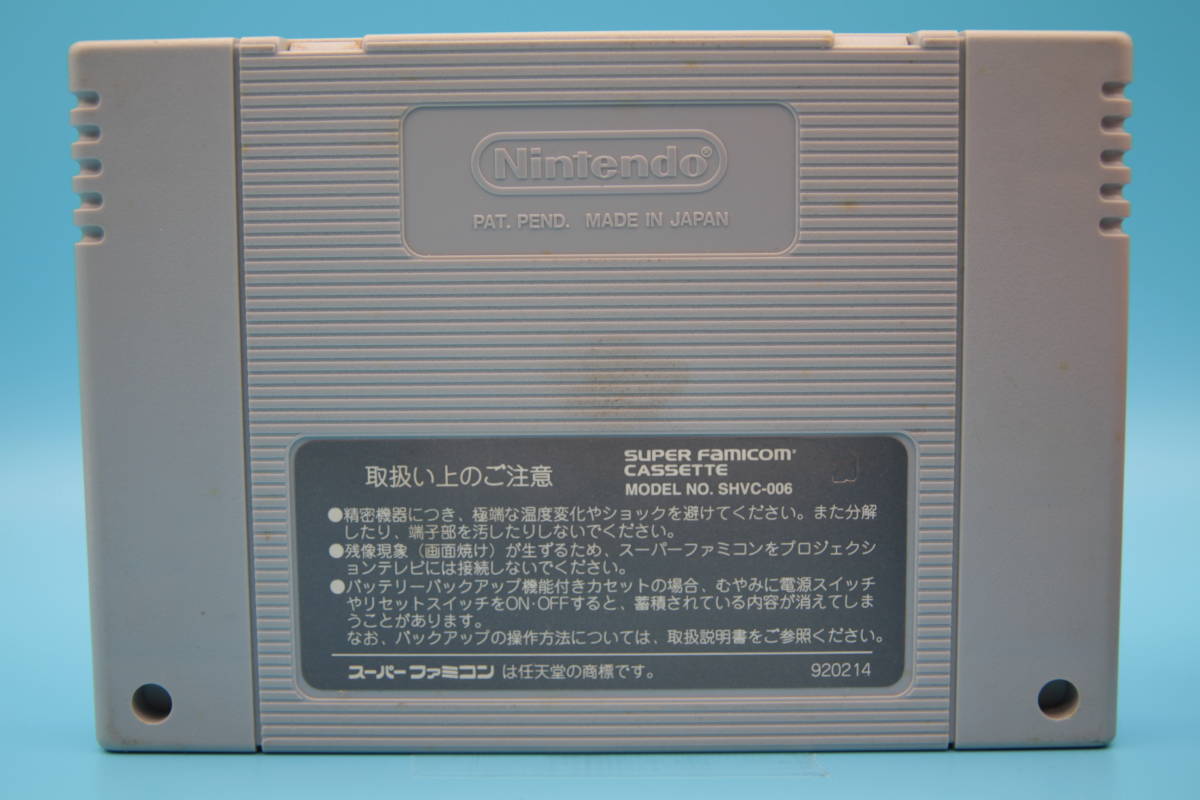 Nintendo®
PAT. PEND. MADE IN JAPAN
取扱い上のご注意
SUPER FAMICOM
CASSETTE
MODEL NO. SHVC-006
●精密機器につき、極端な温度変化やショックを避けてください。また分解
したり、端子部を汚したりしないでください。
●残像現象（画面焼け）が生ずるため、スーパーファミコンをプロジェクシ
ョンテレビには接続しないでください。
●バッテリーバックアップ機能付きカセットの場合、むやみに電源スイッチ
やリセットスイッチをON・OFFすると、蓄積されている内容が消えてしま
うことがあります。
なお、バックアップの操作方法については、取扱説明書をご参照ください。
スーパーファミコン は任天堂の商標です。
920214